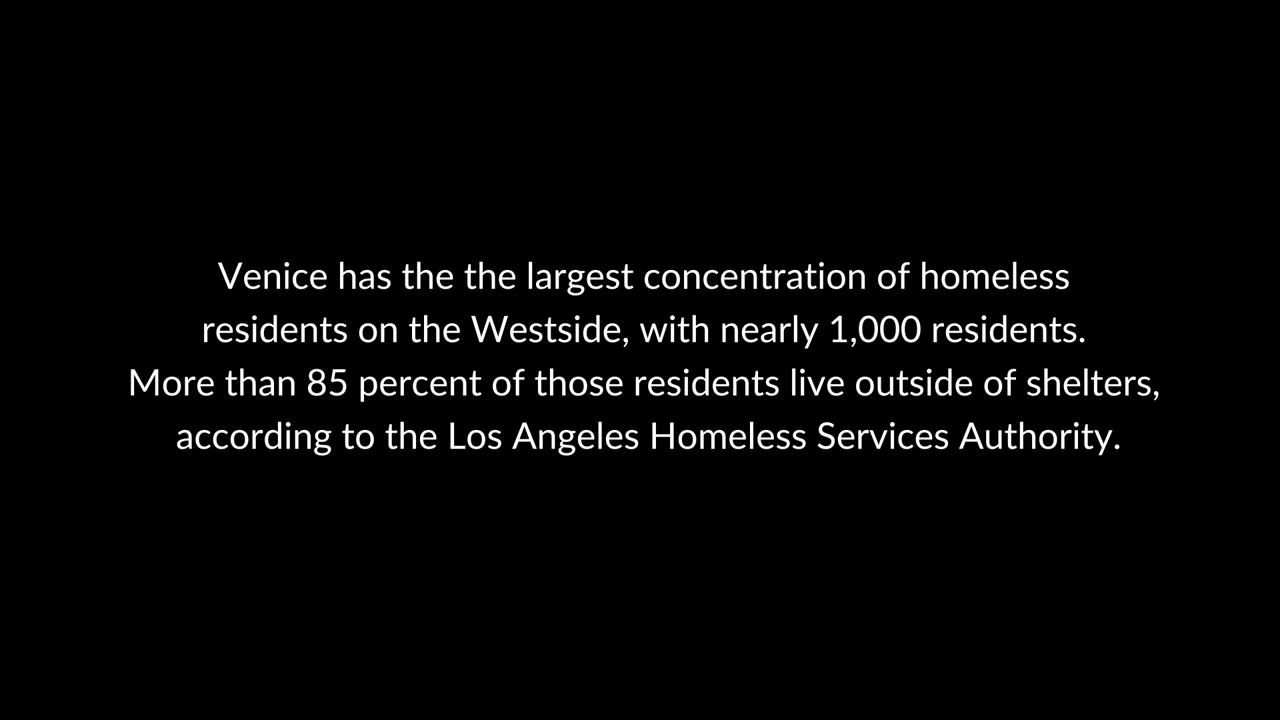 Venice has the the largest concentration of homeless
residents on the Westside, with nearly 1,000 residents.
More than 85 percent of those residents live outside of shelters,
according to the Los Angeles Homeless Services Authority.